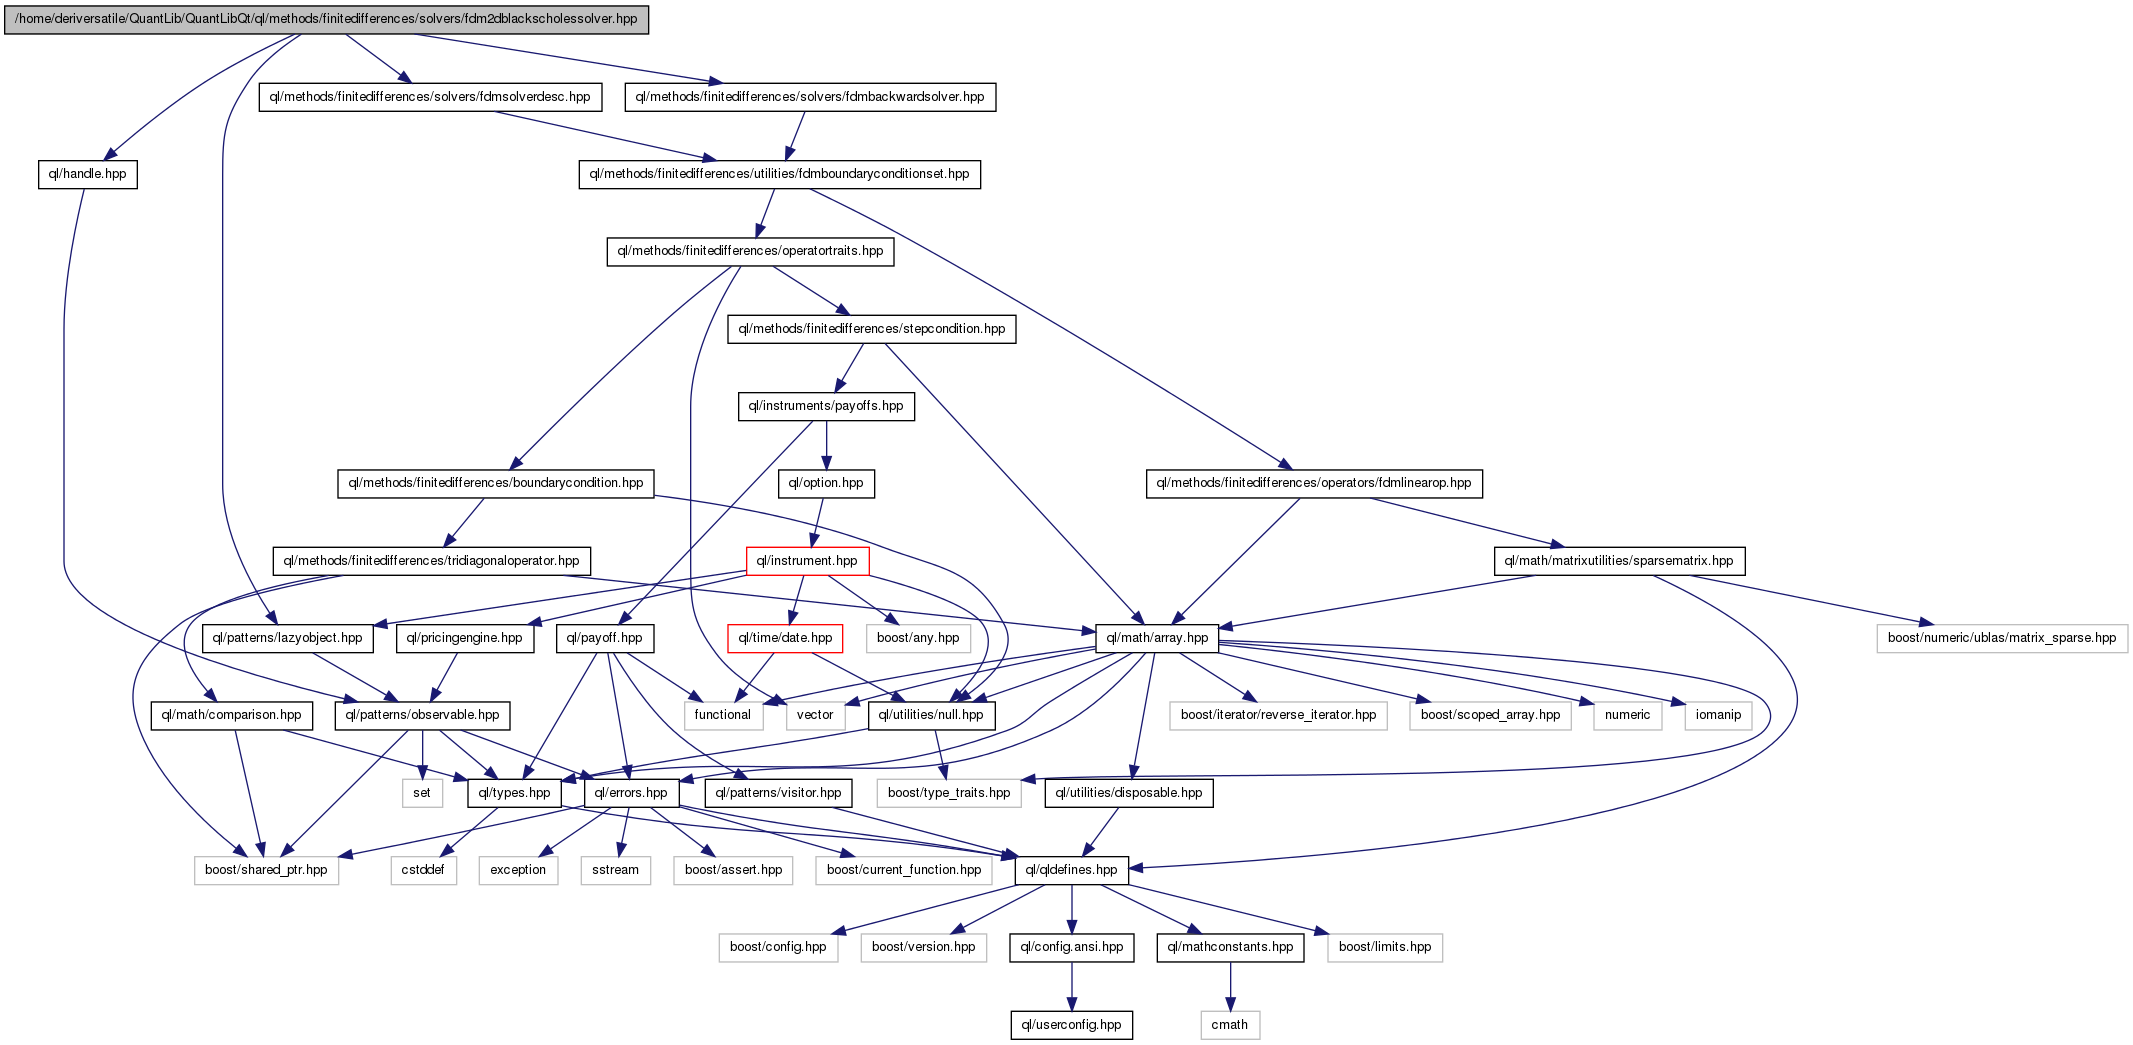 /home/deriversatile/QuantLib/QuantLibQt/ql/methods/finitedifferences/solvers/fdm2dblackscholessolver.hpp
ql/methods/finitedifferences/solvers/fdmsolverdesc.hpp
ql/methods/finitedifferences/solvers/fdmbackwardsolver.hpp
ql/handle.hpp
ql/methods/finitedifferences/utilities/fdmboundaryconditionset.hpp
ql/methods/finitedifferences/operatortraits.hpp
ql/methods/finitedifferences/stepcondition.hpp
ql/instruments/payoffs.hpp
ql/methods/finitedifferences/boundarycondition.hpp
ql/option.hpp
ql/methods/finitedifferences/operators/fdmlinearop.hpp
ql/methods/finitedifferences/tridiagonaloperator.hpp
ql/instrument.hpp
ql/math/matrixutilities/sparsematrix.hpp
ql/patterns/lazyobject.hpp
ql/pricingengine.hpp
ql/payoff.hpp
ql/time/date.hpp
boost/any.hpp
ql/math/array.hpp
boost/numeric/ublas/matrix_sparse.hpp
ql/math/comparison.hpp
ql/patterns/observable.hpp
functional
vector
ql/utilities/null.hpp
boost/iterator/reverse_iterator.hpp
boost/scoped_array.hpp
numeric
iomanip
set
ql/types.hpp
ql/errors.hpp
ql/patterns/visitor.hpp
boost/type_traits.hpp
ql/utilities/disposable.hpp
boost/shared_ptr.hpp
cstddef
exception
sstream
boost/assert.hpp
boost/current_function.hpp
ql/qldefines.hpp
boost/config.hpp
boost/version.hpp
ql/config.ansi.hpp
ql/mathconstants.hpp
boost/limits.hpp
ql/userconfig.hpp
cmath